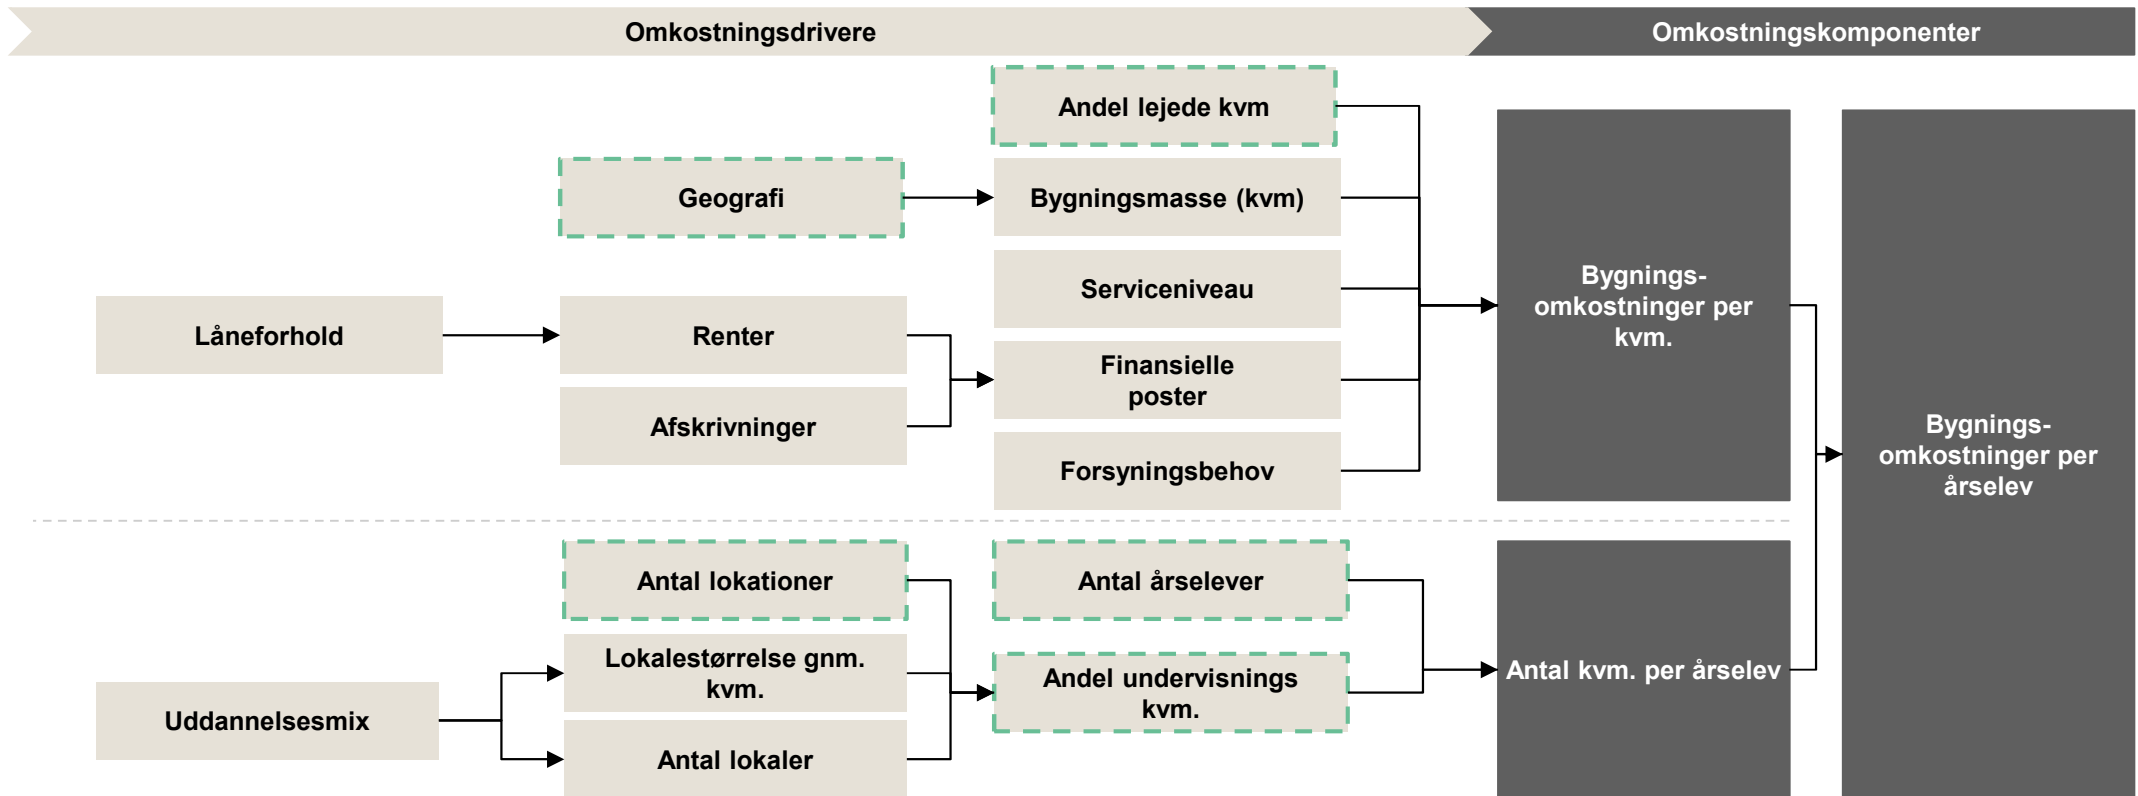 Omkostningsdrivere
Omkostningskomponenter
Andel lejede kvm
Geografi
Bygningsmasse (kvm)
Serviceniveau
Låneforhold
Renter
Finansielle
poster
Afskrivninger
Forsyningsbehov
Bygnings-
omkostninger per
kvm.
Bygnings-
omkostninger per
årselev
Antal lokationer
Antal årselever
Lokalestørrelse gnm.
kvm.
Andel undervisnings
kvm.
Antal kvm. per årselev
Uddannelsesmix
Antal lokaler